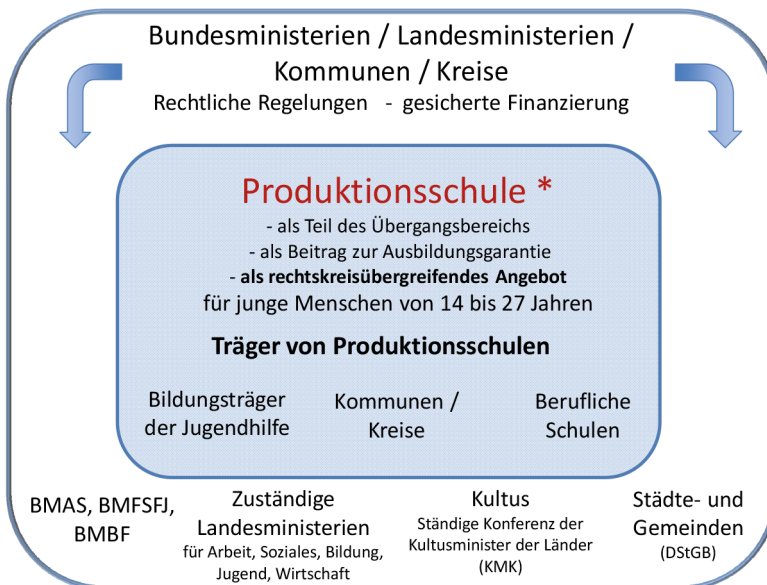 Bundesministerien / Landesministerien /
Kommunen / Kreise
Rechtliche Regelungen - gesicherte Finanzierung
Produktionsschule *
- als Teil des Übergangsbereichs
- als Beitrag zur Ausbildungsgarantie
- als rechtskreisübergreifendes Angebot
für junge Menschen von 14 bis 27 Jahren
Träger von Produktionsschulen
Bildungsträger
der Jugendhilfe
Kommunen /
Kreise
Berufliche
Schulen
BMAS, BMFSFJ,
BMBF
Zuständige
Landesministerien
für Arbeit, Soziales, Bildung,
Jugend, Wirtschaft
Kultus
Ständige Konferenz der
Kultusminister der Länder
(KMK)
Städte- und
Gemeinden
(DStGB)